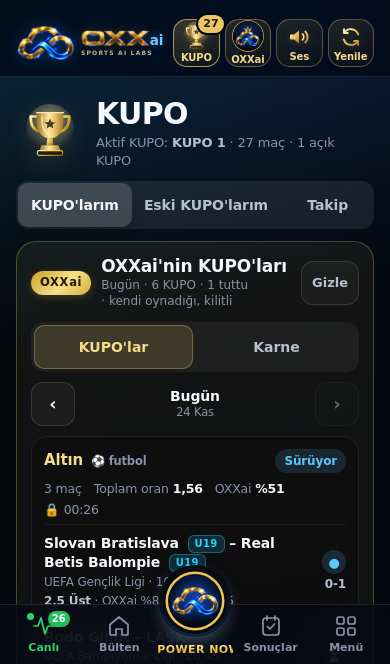 OXXai
SPORTS AI LABS
27
KUPO
OXXai
Ses
Yenile
KUPO
Aktif KUPO: KUPO 1 · 27 maç · 1 açık
KUPO
KUPO'larım
Eski KUPO'larım
Takip
OXXai
OXXai'nin KUPO'ları
Bugün · 6 KUPO · 1 tuttu
· kendi oynadığı, kilitli
Gizle
KUPO'lar
Karne
‹
Bugün
24 Kas
›
Altın ⚽ futbol
Sürüyor
3 maç Toplam oran 1,56 OXXai %51
🔒 00:26
Slovan Bratislava U19 – Real
Betis Balompie U19
0-1
UEFA Gençlik Ligi ·
2,5 Üst · OXXai
26
Canlı
Bülten
POWER NOW
Sonuçlar
Menü